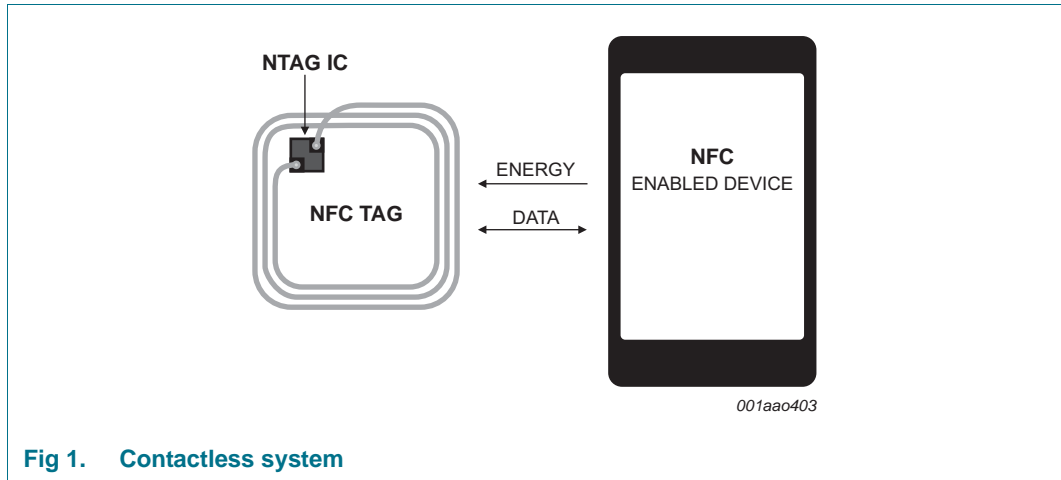 NTAG IC
NFC TAG
ENERGY
DATA
NFC
ENABLED DEVICE
001aao403
Fig 1. Contactless system